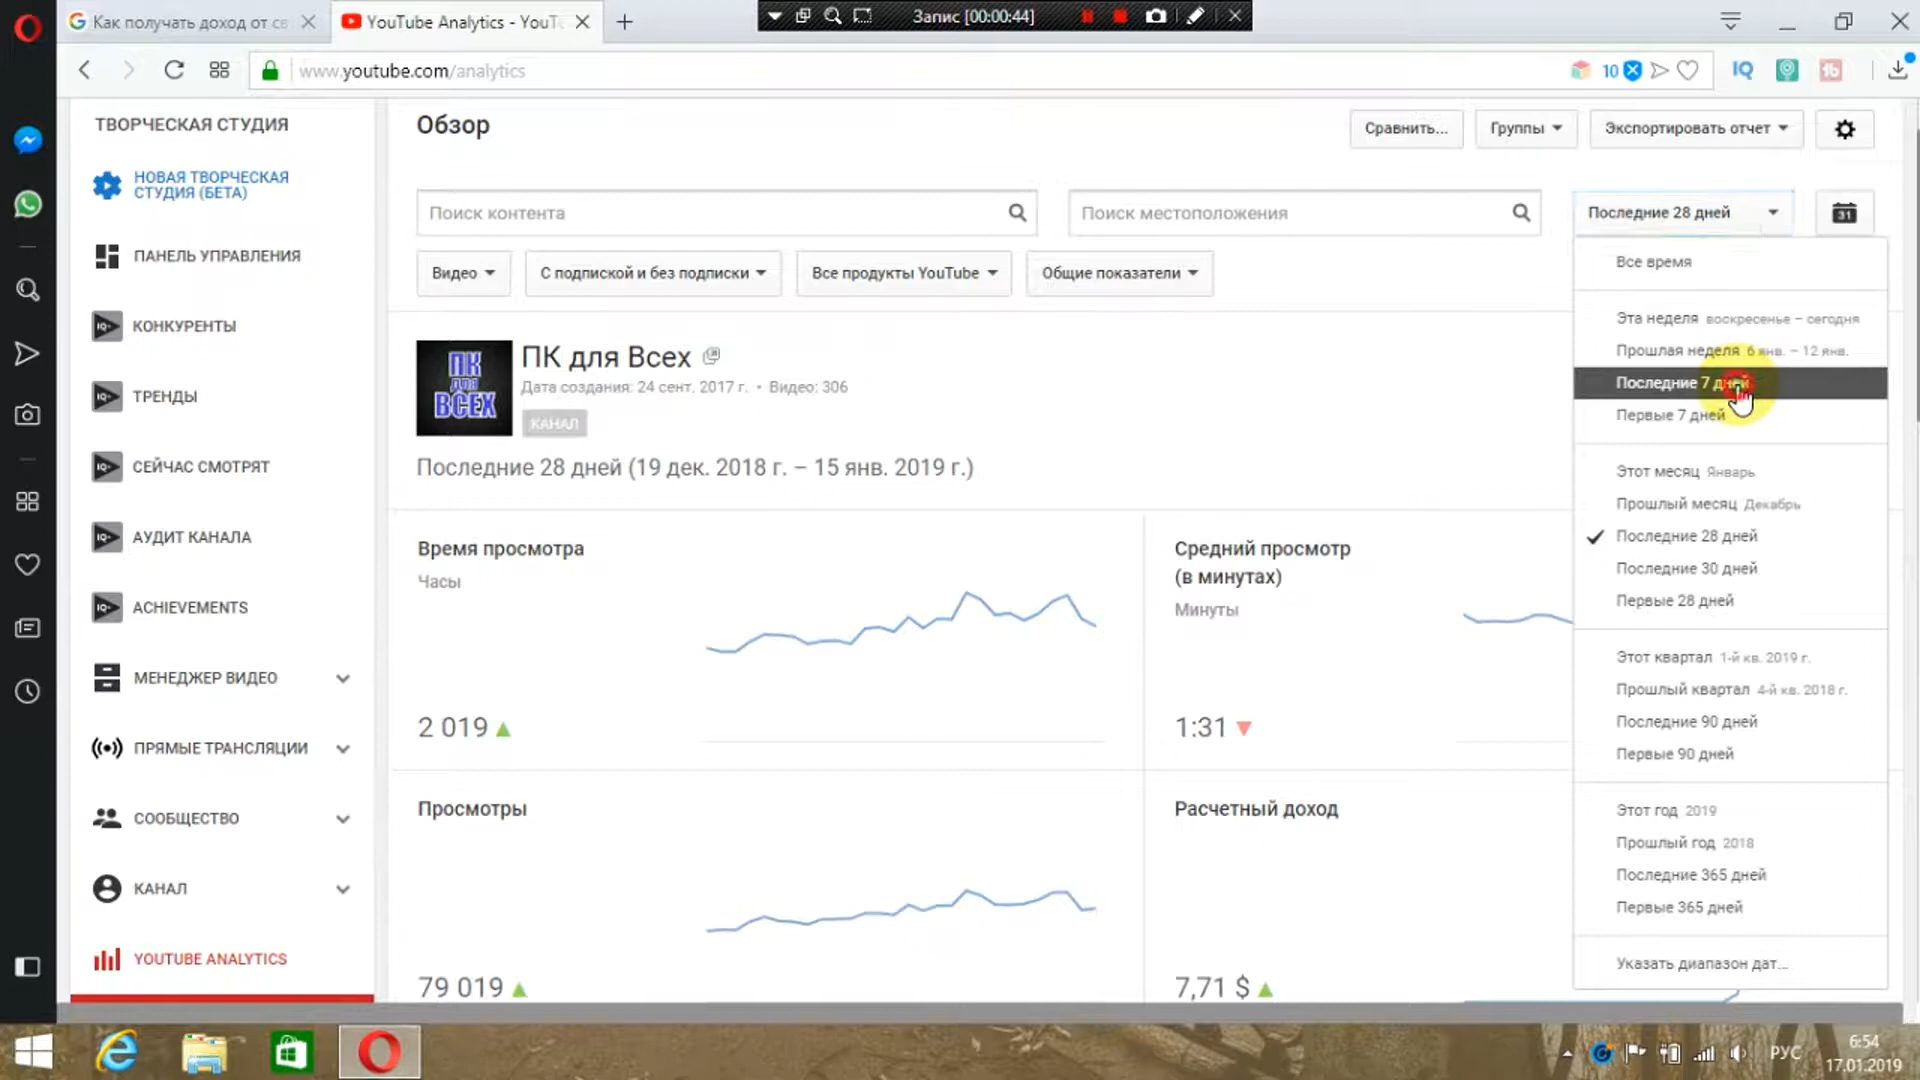 Как получать доход от св
YouTube Analytics - YouT
Запис [00:00:44]
www.youtube.com/analytics
10
IQ
ТВОРЧЕСКАЯ СТУДИЯ
НОВАЯ ТВОРЧЕСКАЯ
СТУДИЯ (БЕТА)
ПАНЕЛЬ УПРАВЛЕНИЯ
КОНКУРЕНТЫ
ТРЕНДЫ
СЕЙЧАС СМОТРЯТ
АУДИТ КАНАЛА
ACHIEVEMENTS
МЕНЕДЖЕР ВИДЕО
ПРЯМЫЕ ТРАНСЛЯЦИИ
СООБЩЕСТВО
КАНАЛ
YOUTUBE ANALYTICS
Обзор
Сравнить...
Группы
Экспортировать отчет
Поиск контента
Поиск местоположения
Последние 28 дней
31
Видео
С подпиской и без подписки
Все продукты YouTube
Общие показатели
ПК
для
ВСЕХ
ПК для Всех
Дата создания: 24 сент. 2017 г. • Видео: 306
КАНАЛ
Последние 28 дней (19 дек. 2018 г. – 15 янв. 2019 г.)
Время просмотра
Часы
2 019
Средний просмотр
(в минутах)
Минуты
1:31
Просмотры
79 019
Расчетный доход
7,71 $
Все время
Эта неделя воскресенье – сегодня
Прошлая неделя 6 янв. – 12 янв.
Последние 7 дней
Первые 7 дней
Этот месяц Январь
Прошлый месяц Декабрь
Последние 28 дней
Последние 30 дней
Первые 28 дней
Этот квартал 1-й кв. 2019 г.
Прошлый квартал 4-й кв. 2018 г.
Последние 90 дней
Первые 90 дней
Этот год 2019
Прошлый год 2018
Последние 365 дней
Первые 365 дней
Указать диапазон дат...
РУС
6:54
17.01.2019